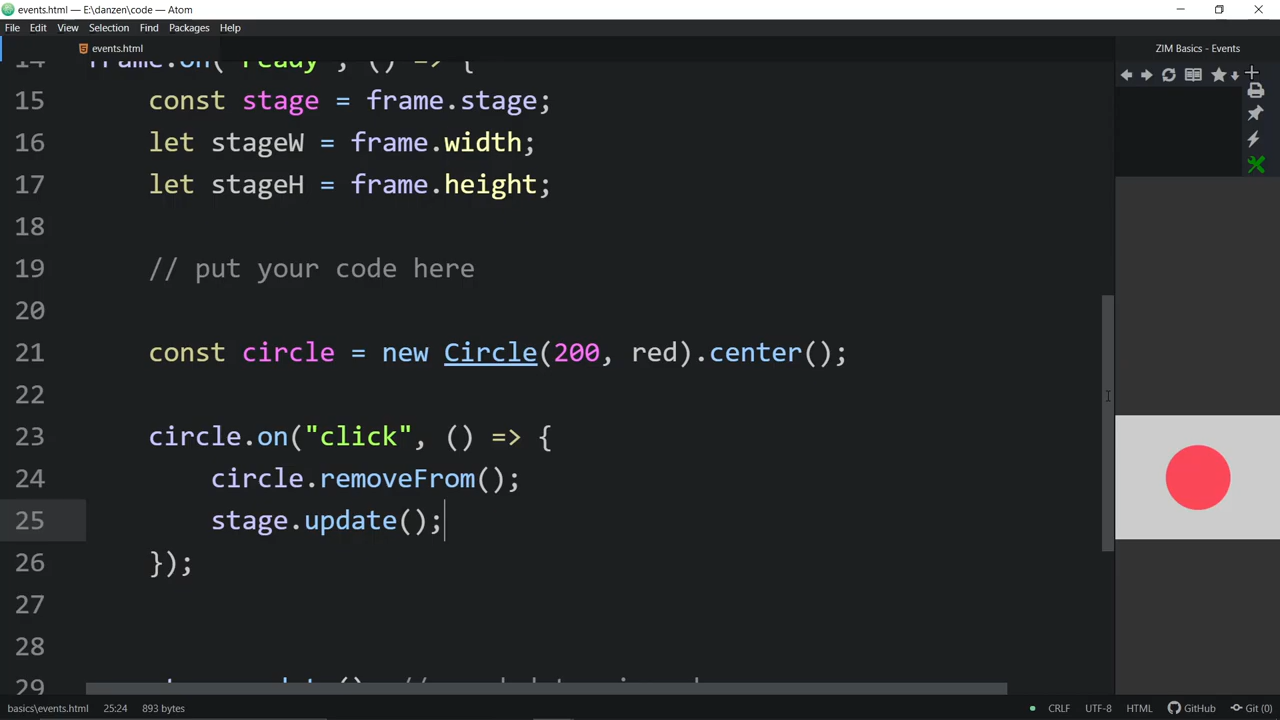 events.html — E:\danzen\code — Atom
File Edit View Selection Find Packages Help
events.html
ZIM Basics - Events
14 frame.on("ready", () => {
15 const stage = frame.stage;
16 let stageW = frame.width;
17 let stageH = frame.height;
18
19 // put your code here
20
21 const circle = new Circle(200, red).center();
22
23 circle.on("click", () => {
24 circle.removeFrom();
25 stage.update();
26 });
27
28
29
basics\events.html 25:24 893 bytes CRLF UTF-8 HTML GitHub Git (0)